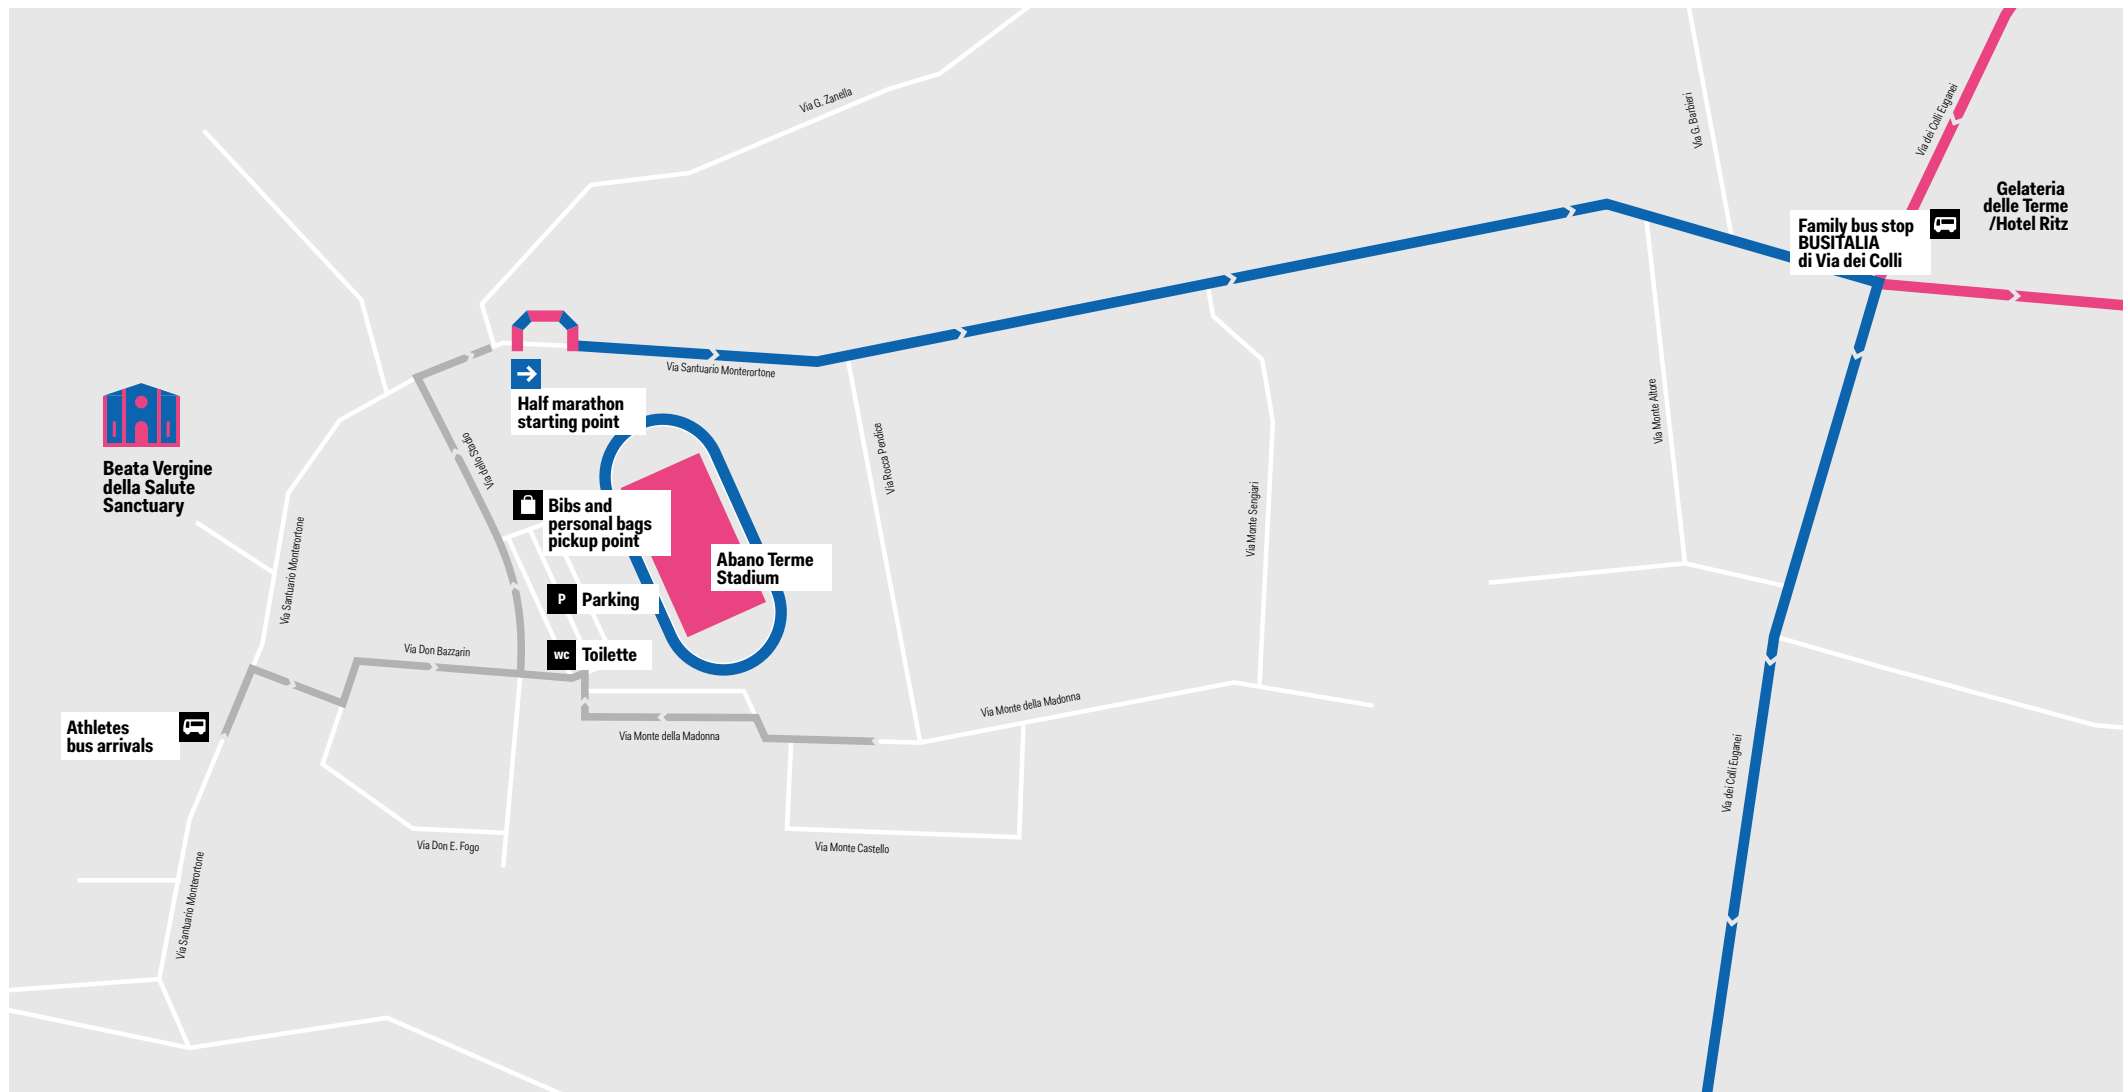 Via G. Zanella
Via G. Barbieri
Via dei Colli Euganei
Gelateria
delle Terme
/Hotel Ritz
Family bus stop
BUSITALIA
di Via dei Colli
Via Santuario Monterortone
Half marathon
starting point
Via Monte Altore
Via Rocca Pendice
Via dello Stadio
Beata Vergine
della Salute
Sanctuary
Bibs and
personal bags
pickup point
Via Monte Sengiari
Via Santuario Monterortone
Abano Terme
Stadium
P
Parking
Via Don Bazzarin
WC
Toilette
Via Monte della Madonna
Athletes
bus arrivals
Via Monte della Madonna
Via dei Colli Euganei
Via Don E. Fogo
Via Monte Castello
Via Santuario Monterortone